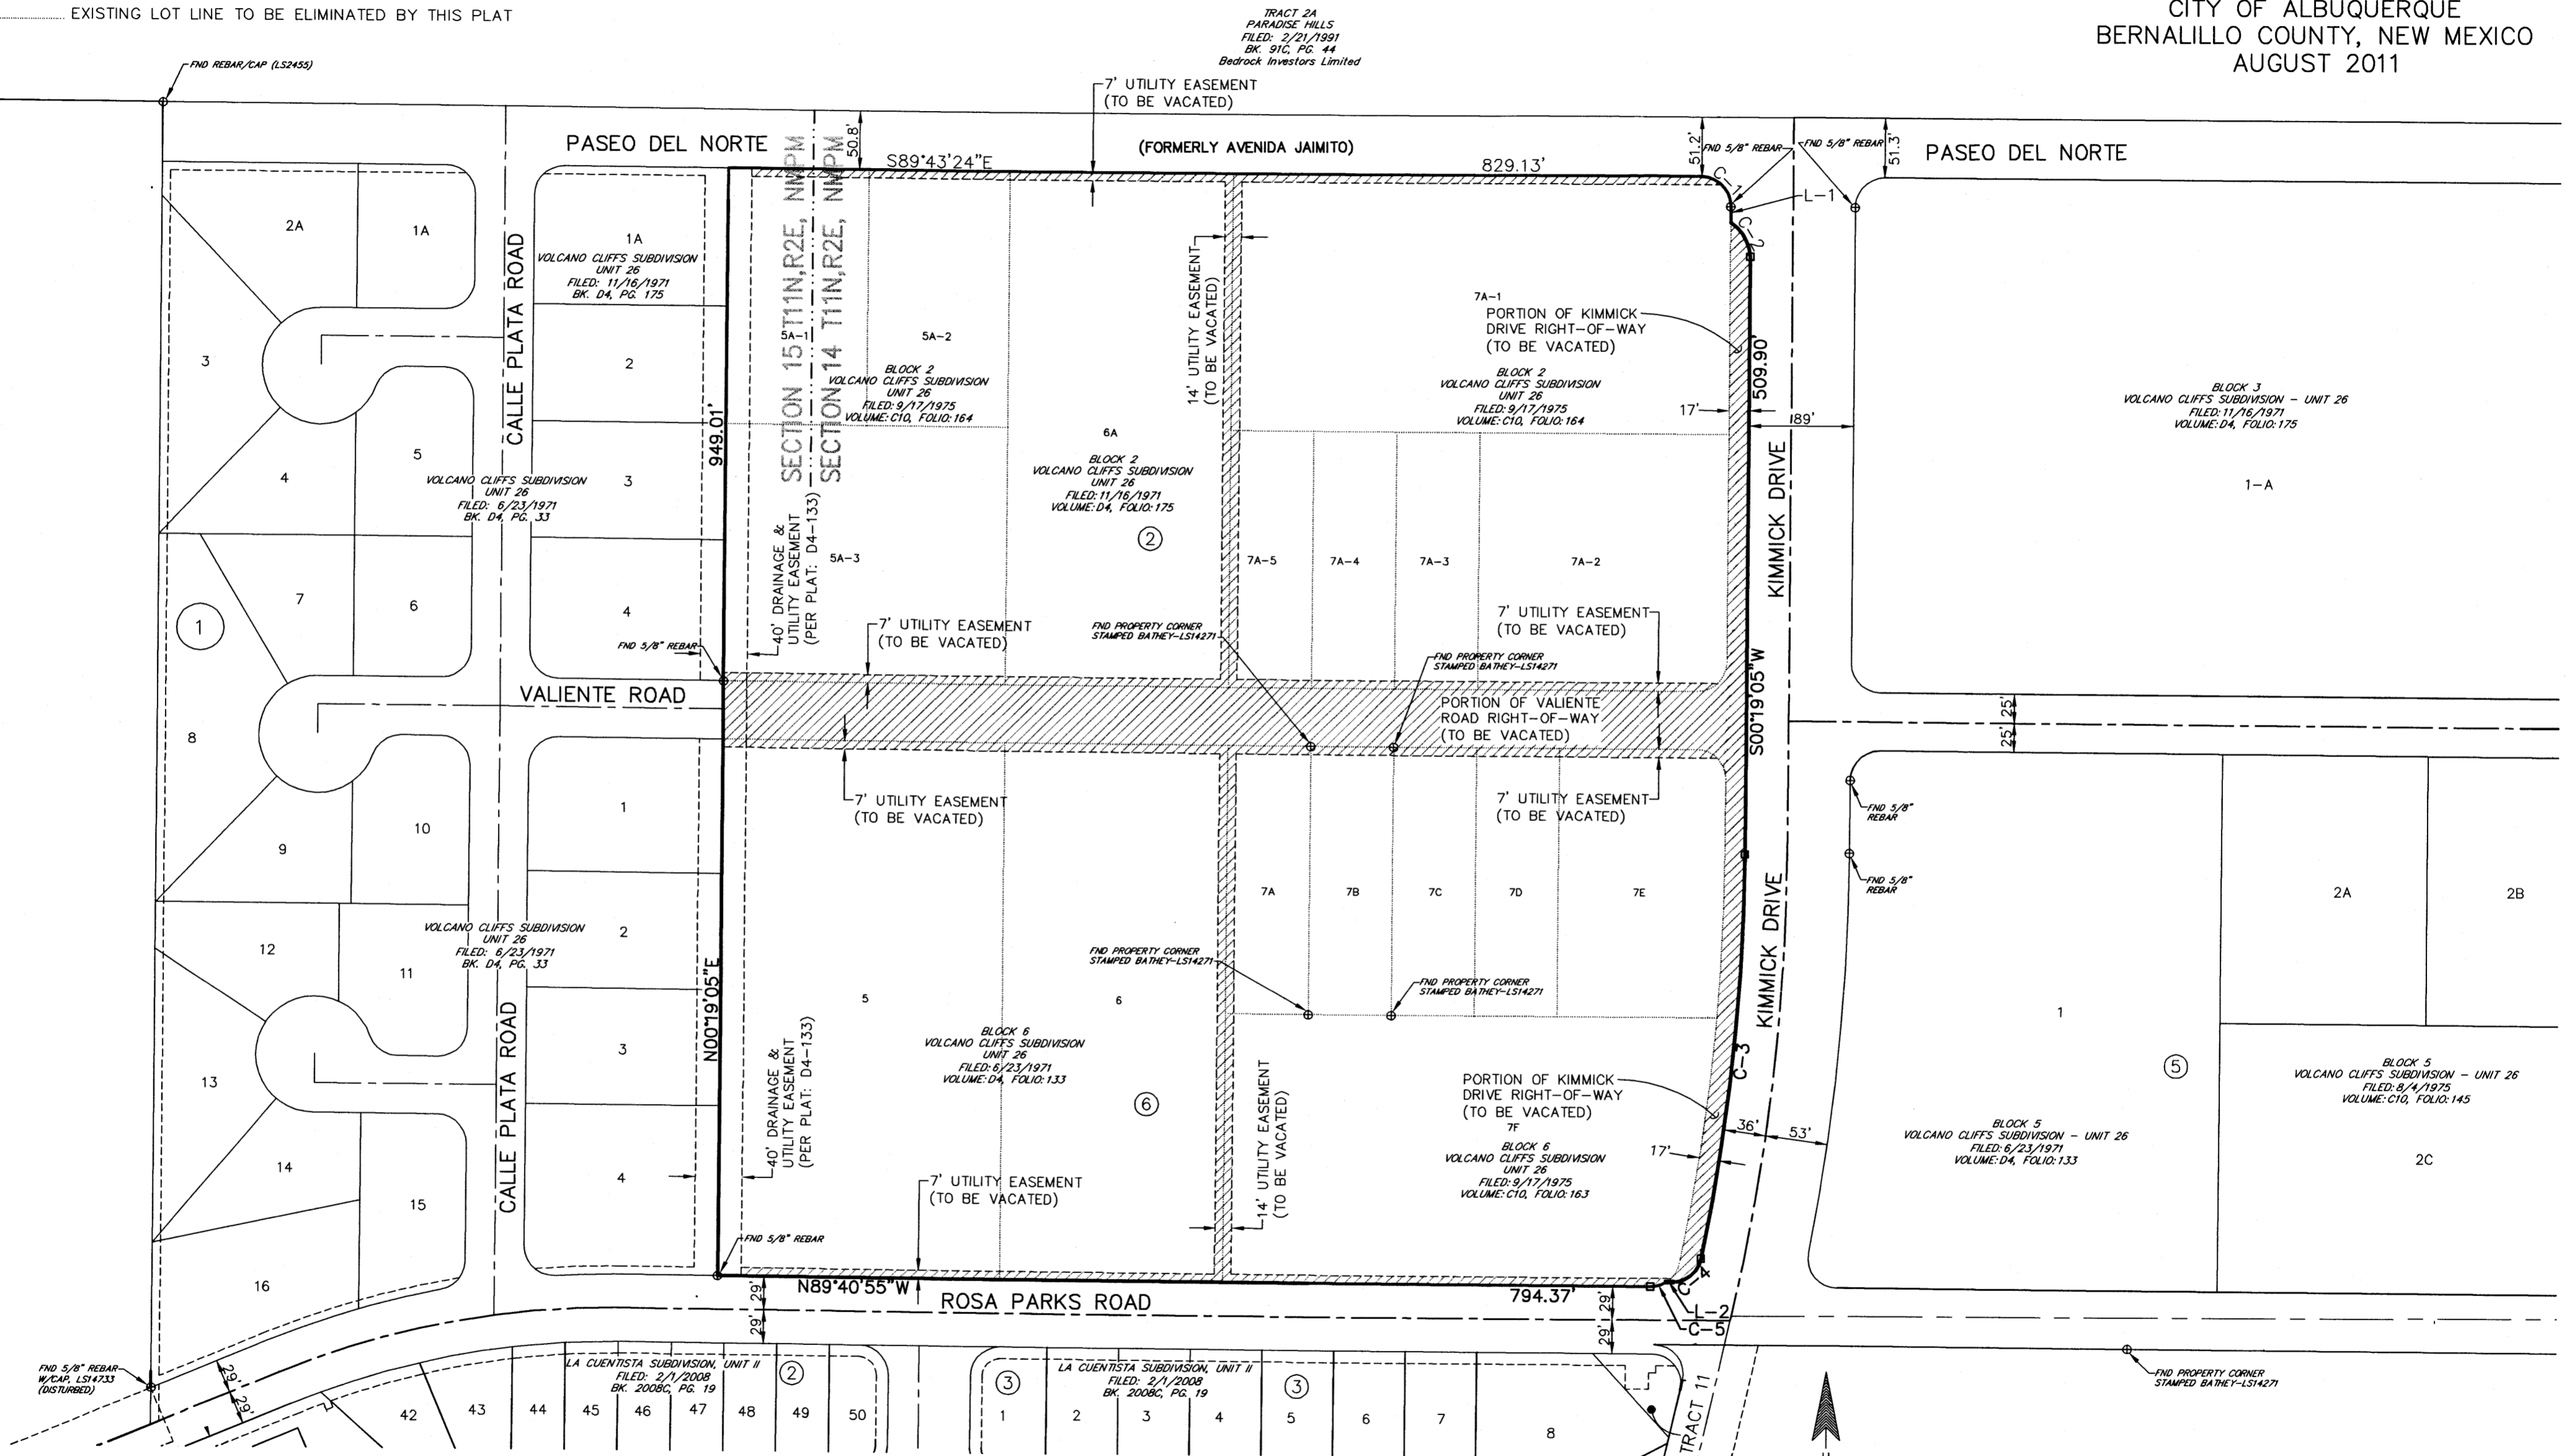 EXISTING LOT LINE TO BE ELIMINATED BY THIS PLAT
TRACT 2A
PARADISE HILLS
FILED: 2/21/1991
BK. 91C, PG. 44
Bedrock Investors Limited
CITY OF ALBUQUERQUE
BERNALILLO COUNTY, NEW MEXICO
AUGUST 2011
FND REBAR/CAP (LS2455)
7' UTILITY EASEMENT
(TO BE VACATED)
PASEO DEL NORTE
50.8'
S89°43'24"E
(FORMERLY AVENIDA JAIMITO)
829.13'
51.2'
FND 5/8" REBAR
FND 5/8" REBAR
51.3'
PASEO DEL NORTE
C-1
L-1
C-2
2A
1A
1A
VOLCANO CLIFFS SUBDIVISION
UNIT 26
FILED: 11/16/1971
BK. D4, PG. 175
CALLE PLATA ROAD
SECTION 15 T11N,R2E, NMPM
SECTION 14 T11N,R2E, NMPM
5A-1
5A-2
BLOCK 2
VOLCANO CLIFFS SUBDIVISION
UNIT 26
FILED: 9/17/1975
VOLUME: C10, FOLIO: 164
14' UTILITY EASEMENT
(TO BE VACATED)
7A-1
PORTION OF KIMMICK
DRIVE RIGHT-OF-WAY
(TO BE VACATED)
BLOCK 2
VOLCANO CLIFFS SUBDIVISION
UNIT 26
FILED: 9/17/1975
VOLUME: C10, FOLIO: 164
17'
509.90'
89'
BLOCK 3
VOLCANO CLIFFS SUBDIVISION - UNIT 26
FILED: 11/16/1971
VOLUME: D4, FOLIO: 175
1-A
3
2
949.01'
6A
BLOCK 2
VOLCANO CLIFFS SUBDIVISION
UNIT 26
FILED: 11/16/1971
VOLUME: D4, FOLIO: 175
2
4
5
3
VOLCANO CLIFFS SUBDIVISION
UNIT 26
FILED: 6/23/1971
BK. D4, PG. 33
KIMMICK DRIVE
40' DRAINAGE &
UTILITY EASEMENT
(PER PLAT: D4-133)
5A-3
7A-5
7A-4
7A-3
7A-2
1
7
6
4
FND 5/8" REBAR
7' UTILITY EASEMENT
(TO BE VACATED)
FND PROPERTY CORNER
STAMPED BATHEY-LS14271
FND PROPERTY CORNER
STAMPED BATHEY-LS14271
7' UTILITY EASEMENT
(TO BE VACATED)
S00°19'05"W
VALIENTE ROAD
PORTION OF VALIENTE
ROAD RIGHT-OF-WAY
(TO BE VACATED)
25'
25'
8
7' UTILITY EASEMENT
(TO BE VACATED)
7' UTILITY EASEMENT
(TO BE VACATED)
FND 5/8"
REBAR
FND 5/8"
REBAR
1
9
10
7A
7B
7C
7D
7E
2A
2B
KIMMICK DRIVE
12
11
2
VOLCANO CLIFFS SUBDIVISION
UNIT 26
FILED: 6/23/1971
BK. D4, PG. 33
N00°19'05"E
FND PROPERTY CORNER
STAMPED BATHEY-LS14271
FND PROPERTY CORNER
STAMPED BATHEY-LS14271
5
6
1
CALLE PLATA ROAD
3
BLOCK 6
VOLCANO CLIFFS SUBDIVISION
UNIT 26
FILED: 6/23/1971
VOLUME: D4, FOLIO: 133
C-3
5
BLOCK 5
VOLCANO CLIFFS SUBDIVISION - UNIT 26
FILED: 8/4/1975
VOLUME: C10, FOLIO: 145
13
40' DRAINAGE &
UTILITY EASEMENT
(PER PLAT: D4-133)
6
14' UTILITY EASEMENT
(TO BE VACATED)
PORTION OF KIMMICK
DRIVE RIGHT-OF-WAY
(TO BE VACATED)
7F
BLOCK 6
VOLCANO CLIFFS SUBDIVISION
UNIT 26
FILED: 9/17/1975
VOLUME: C10, FOLIO: 163
17'
36'
53'
BLOCK 5
VOLCANO CLIFFS SUBDIVISION - UNIT 26
FILED: 6/23/1971
VOLUME: D4, FOLIO: 133
2C
14
15
4
7' UTILITY EASEMENT
(TO BE VACATED)
FND 5/8" REBAR
16
29'
29'
N89°40'55"W
ROSA PARKS ROAD
794.37'
29'
29'
C-4
L-2
C-5
FND 5/8" REBAR
W/CAP, LS14733
(DISTURBED)
29'
29'
LA CUENTISTA SUBDIVISION, UNIT II
FILED: 2/1/2008
BK. 2008C, PG. 19
2
3
LA CUENTISTA SUBDIVISION, UNIT II
FILED: 2/1/2008
BK. 2008C, PG. 19
3
FND PROPERTY CORNER
STAMPED BATHEY-LS14271
42
43
44
45
46
47
48
49
50
1
2
3
4
5
6
7
8
TRACT 11